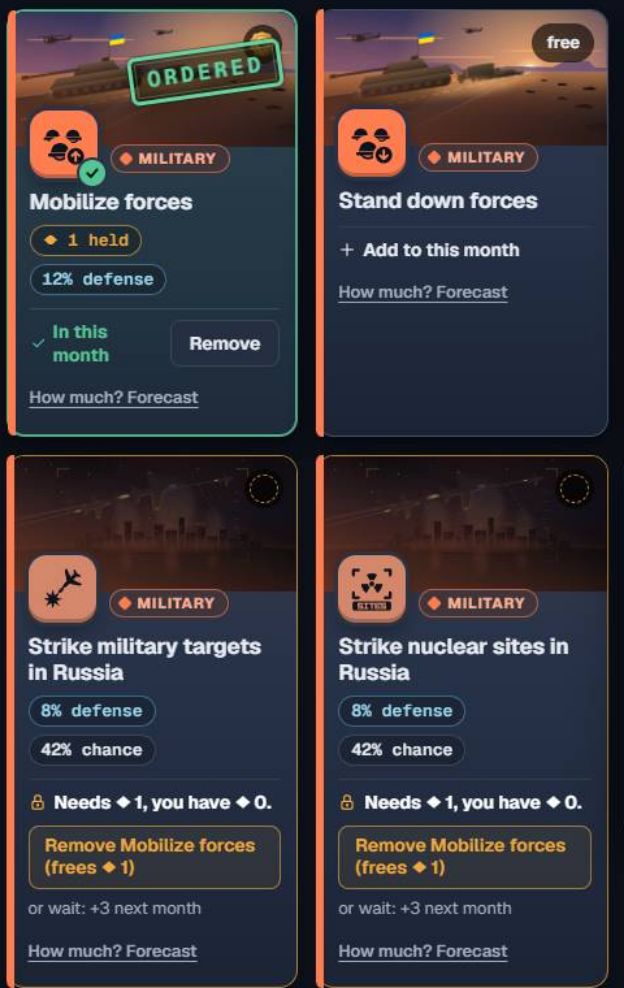 ORDERED
MILITARY
Mobilize forces
◆ 1 held
12% defense
In this
month
Remove
How much? Forecast
free
MILITARY
Stand down forces
+ Add to this month
How much? Forecast
MILITARY
Strike military targets
in Russia
8% defense
42% chance
Needs ◆ 1, you have ◆ 0.
Remove Mobilize forces
(frees ◆ 1)
or wait: +3 next month
How much? Forecast
SITES
MILITARY
Strike nuclear sites in
Russia
8% defense
42% chance
Needs ◆ 1, you have ◆ 0.
Remove Mobilize forces
(frees ◆ 1)
or wait: +3 next month
How much? Forecast